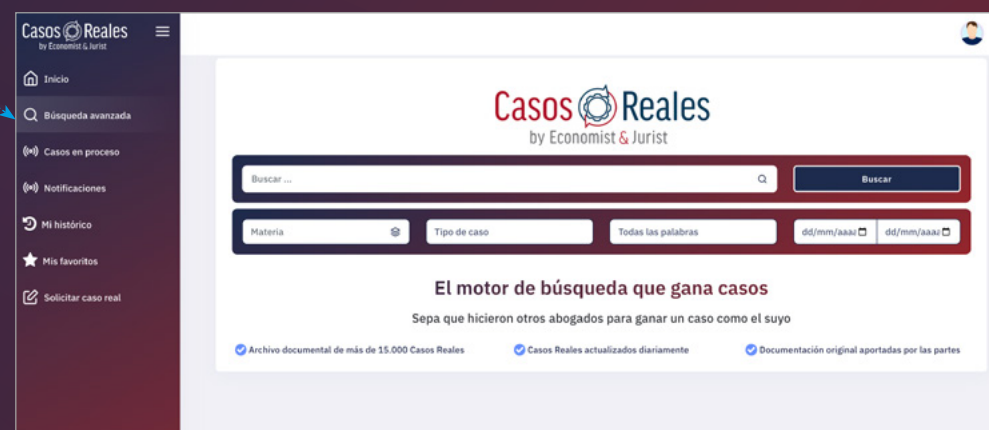 Casos Reales
by Economist & Jurist
Inicio
Búsqueda avanzada
Casos en proceso
Notificaciones
Mi histórico
Mis favoritos
Solicitar caso real
Casos Reales
by Economist & Jurist
Buscar ...
Buscar
Materia
Tipo de caso
Todas las palabras
dd/mm/aaaa
dd/mm/aaaa
El motor de búsqueda que gana casos
Sepa que hicieron otros abogados para ganar un caso como el suyo
Archivo documental de más de 15.000 Casos Reales
Casos Reales actualizados diariamente
Documentación original aportadas por las partes